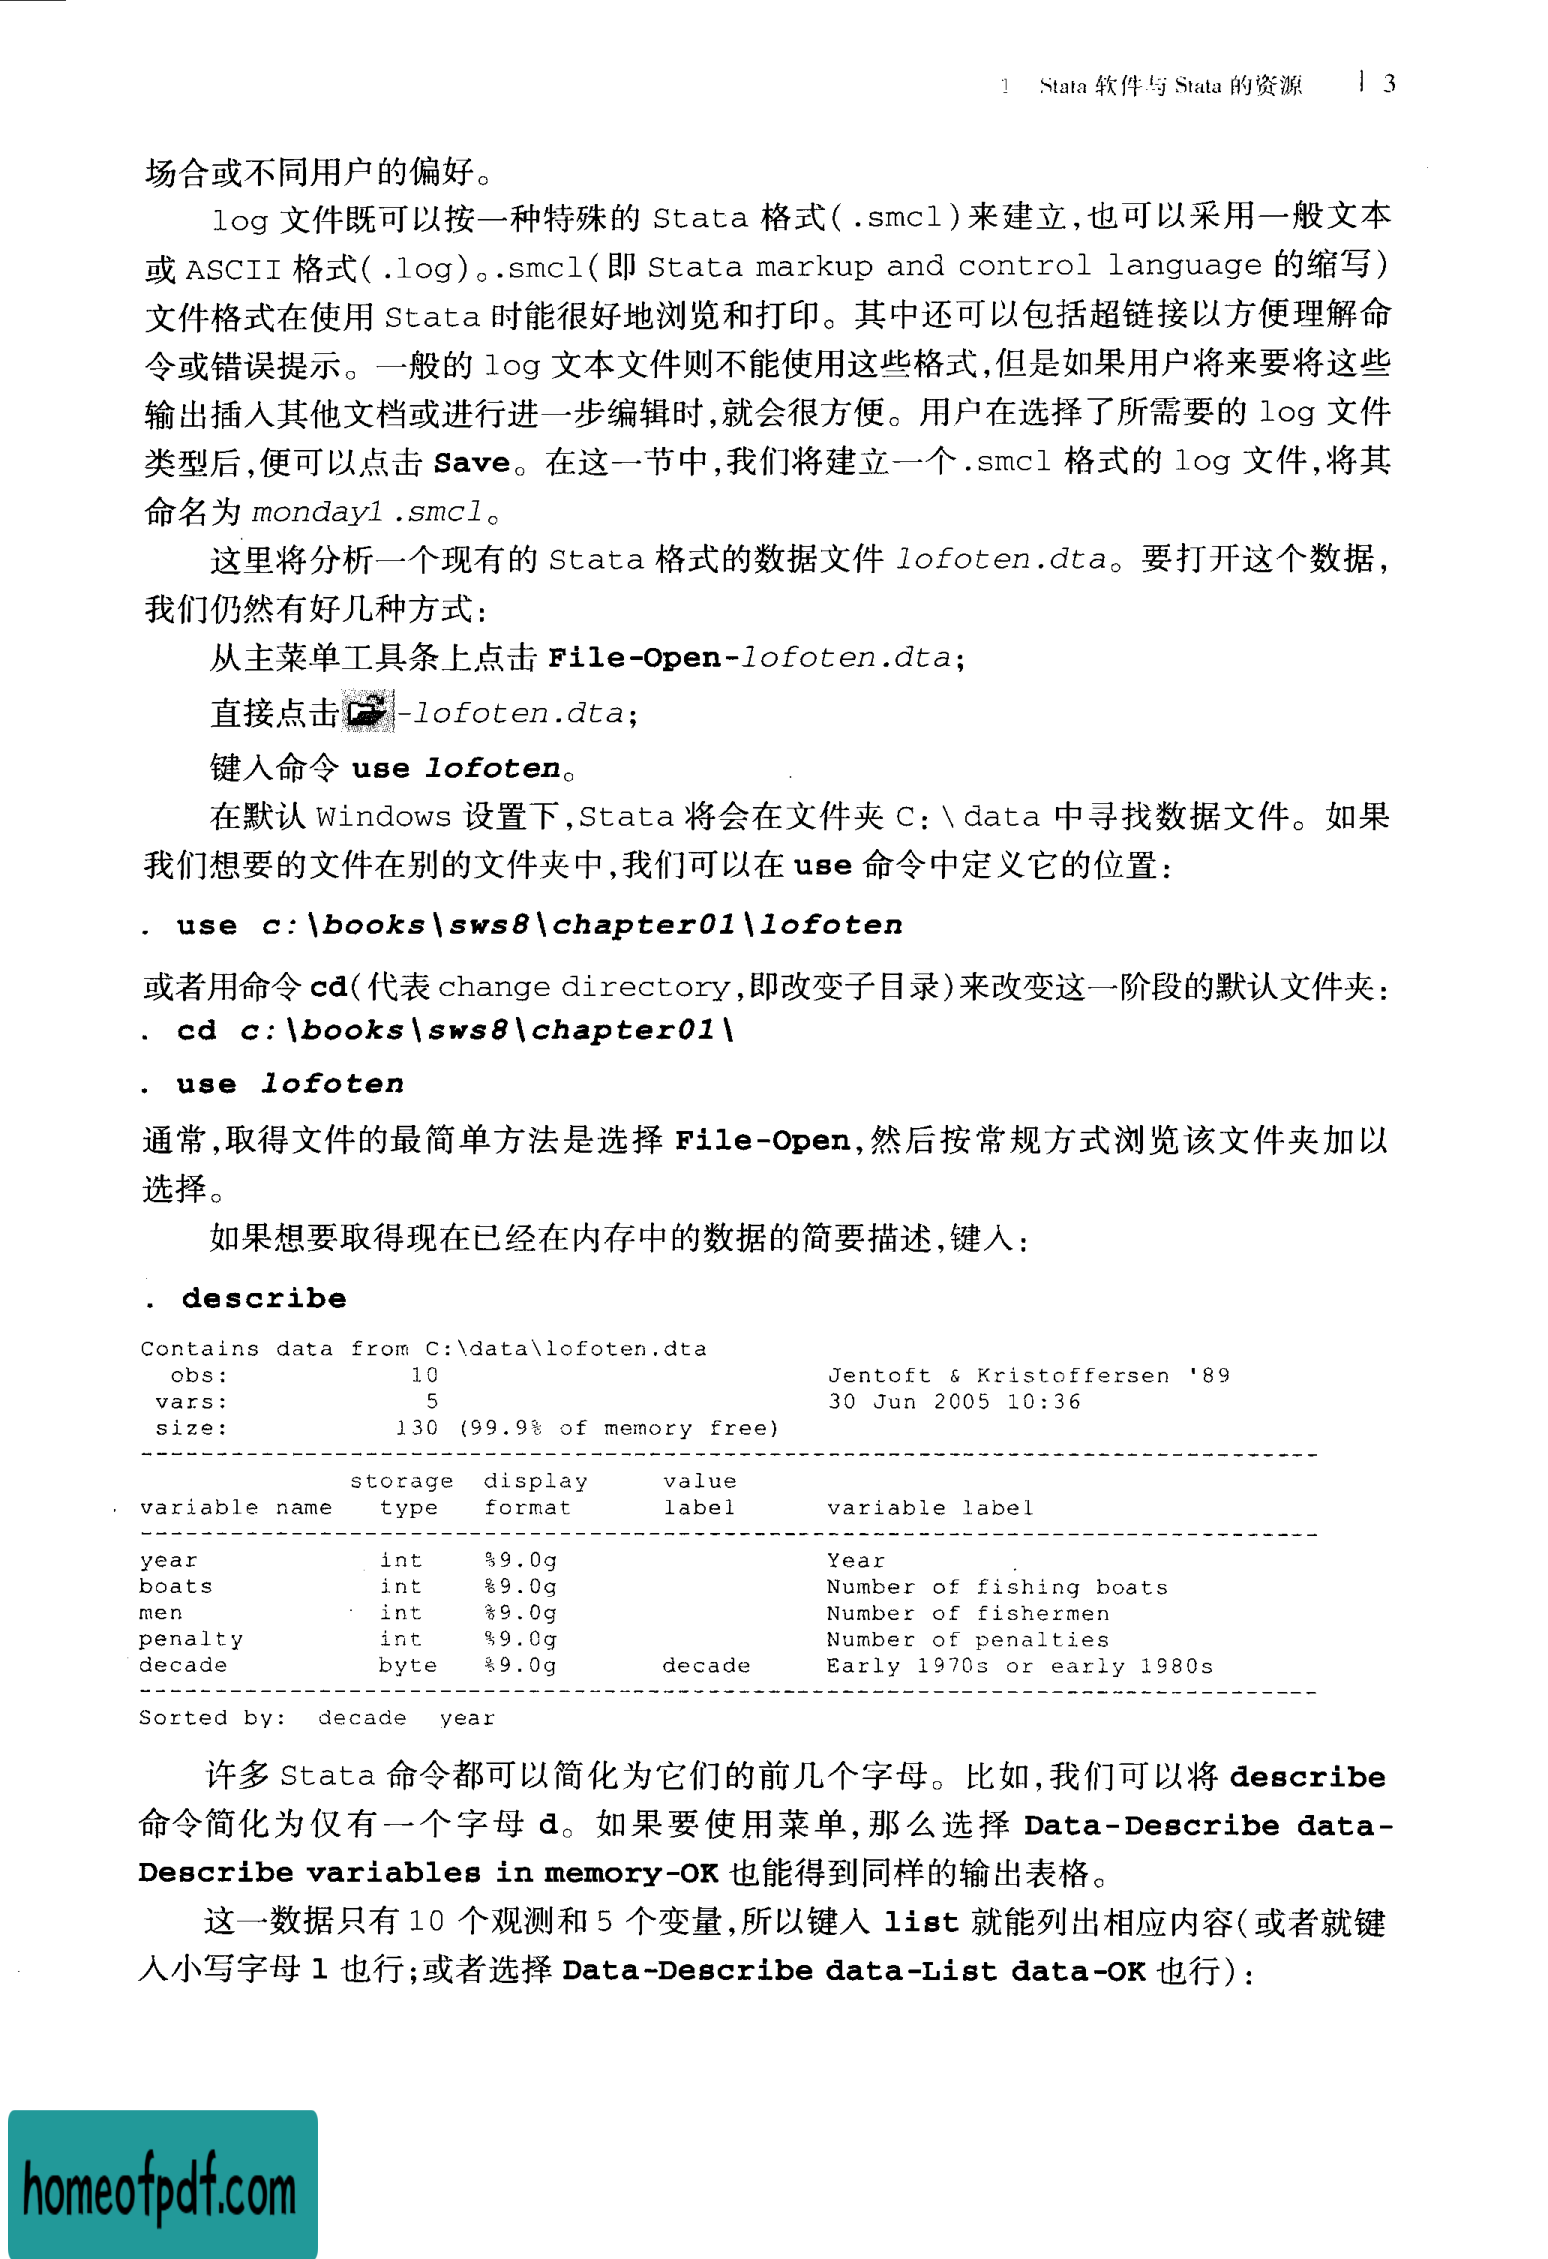 1 Stata 软件与 Stata 的资源 | 3
场合或不同用户的偏好。
log 文件既可以按一种特殊的 Stata 格式(.smcl)来建立,也可以采用一般文本
或 ASCII 格式(.log)。.smcl(即 Stata markup and control language 的缩写)
文件格式在使用 Stata 时能很好地浏览和打印。其中还可以包括超链接以方便理解命
令或错误提示。一般的 log 文本文件则不能使用这些格式,但是如果用户将来要将这些
输出插入其他文档或进行进一步编辑时,就会很方便。用户在选择了所需要的 log 文件
类型后,便可以点击 Save。在这一节中,我们将建立一个.smcl 格式的 log 文件,将其
命名为 monday1.smcl。
这里将分析一个现有的 Stata 格式的数据文件 lofoten.dta。要打开这个数据,
我们仍然有好几种方式:
从主菜单工具条上点击 File-Open-lofoten.dta;
直接点击-lofoten.dta;
键入命令 use lofoten。
在默认 Windows 设置下,Stata 将会在文件夹 C:\data 中寻找数据文件。如果
我们想要的文件在别的文件夹中,我们可以在 use 命令中定义它的位置:
. use c:\books\sws8\chapter01\lofoten
或者用命令 cd(代表 change directory,即改变子目录)来改变这一阶段的默认文件夹:
. cd c:\books\sws8\chapter01\
. use lofoten
通常,取得文件的最简单方法是选择 File-Open,然后按常规方式浏览该文件夹加以
选择。
如果想要取得现在已经在内存中的数据的简要描述,键入:
. describe
Contains data from C:\data\lofoten.dta
obs: 10 Jentoft & Kristoffersen '89
vars: 5 30 Jun 2005 10:36
size: 130 (99.9% of memory free)
storage display value
variable name type format label variable label
year int %9.0g Year
boats int %9.0g Number of fishing boats
men int %9.0g Number of fishermen
penalty int %9.0g Number of penalties
decade byte %9.0g decade Early 1970s or early 1980s
Sorted by: decade year
许多 Stata 命令都可以简化为它们的前几个字母。比如,我们可以将 describe
命令简化为仅有一个字母 d。如果要使用菜单,那么选择 Data-Describe data-
Describe variables in memory-OK 也能得到同样的输出表格。
这一数据只有 10 个观测和 5 个变量,所以键入 list 就能列出相应内容(或者就键
入小写字母 l 也行;或者选择 Data-Describe data-List data-OK 也行):
homeofpdf.com